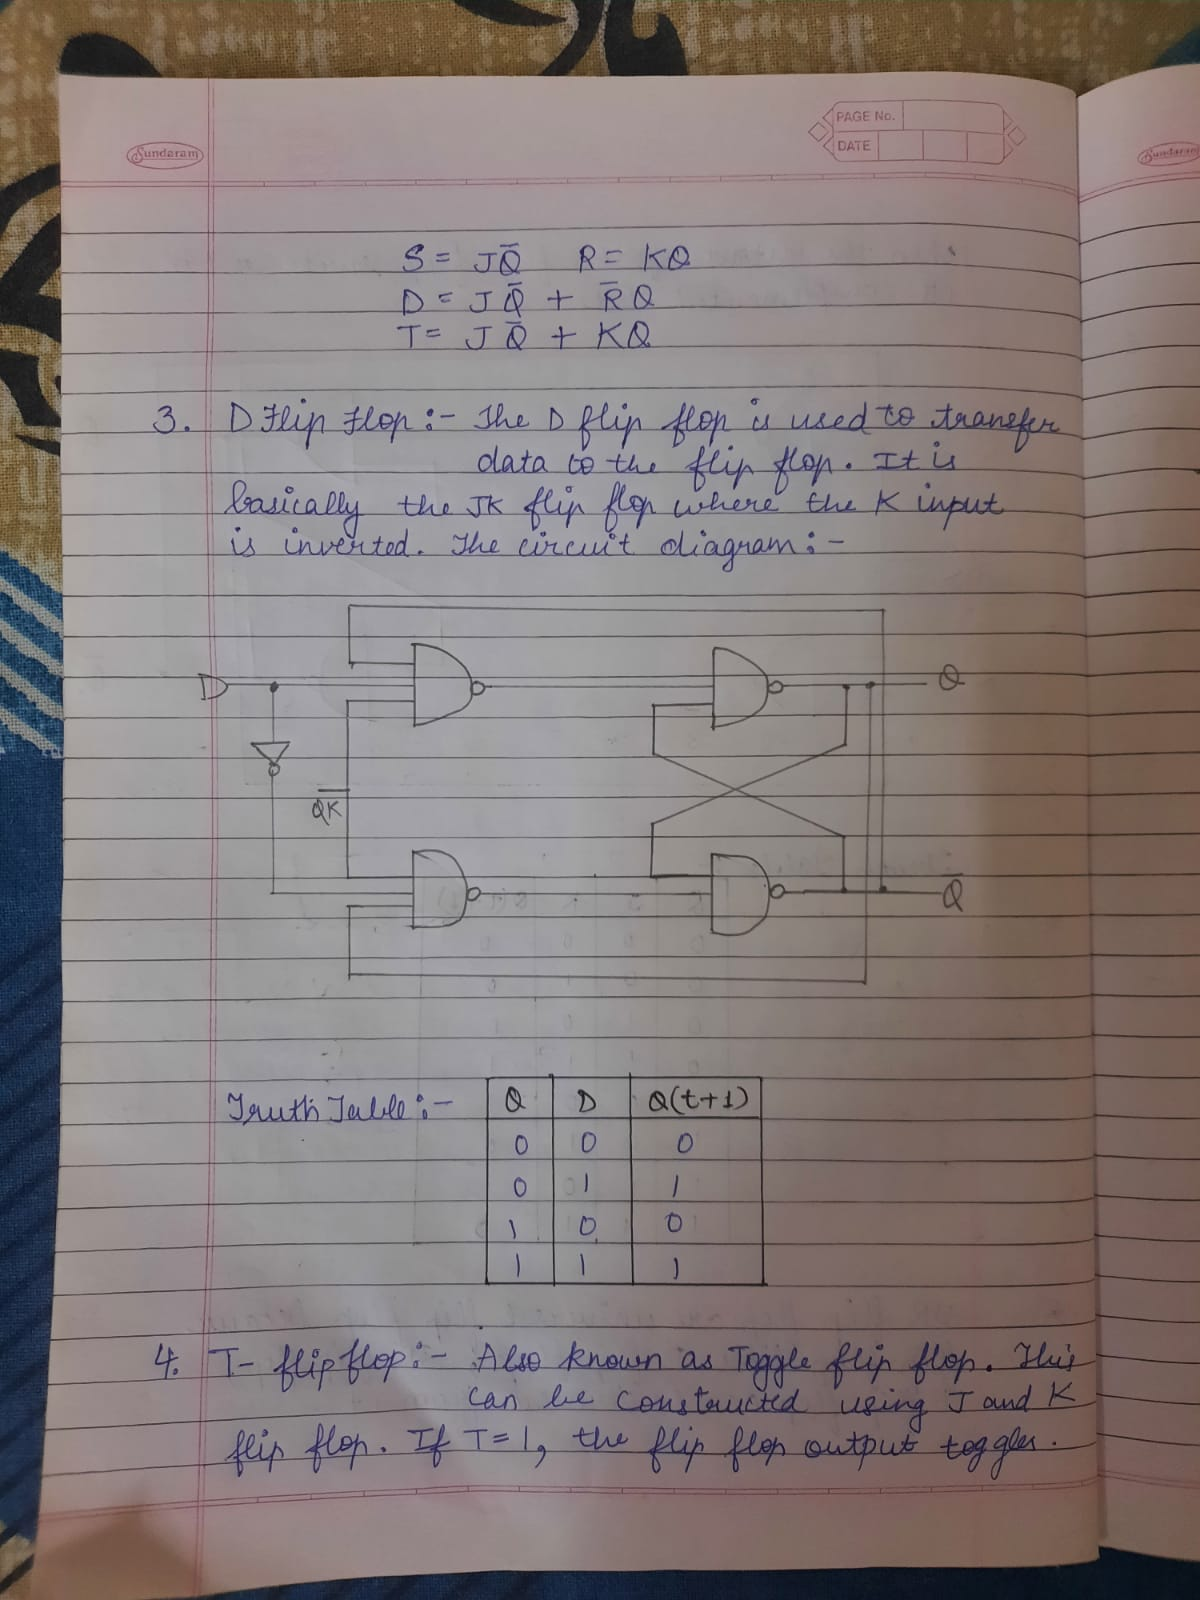 Sundaram
PAGE No.
DATE
Sundaram
S = JQ̄ R = KQ
D = JQ̄ + R̄Q
T = JQ̄ + KQ
3. D Flip Flop :- The D flip flop is used to transfer
data to the flip flop. It is
basically the JK flip flop where the K input
is inverted. The circuit diagram :-
D
Q
Q̄K̄
Q̄
Truth Table :-
Q D Q(t+1)
0 0 0
0 1 1
1 0 0
1 1 1
4. T- flip flop :- Also known as Toggle flip flop. This
can be constructed using J and K
flip flop. If T=1, the flip flop output toggles.